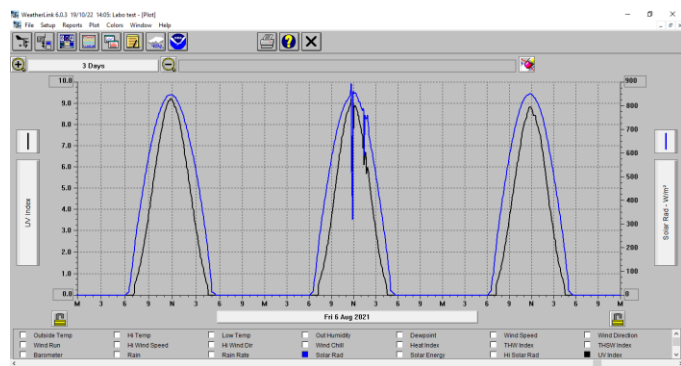 WeatherLink 6.0.3 19/10/22 14:05: Labo test - [Plot]
File Setup Reports Plot Colors Window Help
3 Days
10.0 900
9.0 800
8.0 700
7.0 600
6.0 500
5.0 400
4.0 300
3.0 200
2.0 100
1.0 0
0.0
UV Index
Solar Rad - W/m²
M 3 6 9 N 3 6 9 M 3 6 9 N 3 6 9 M 3 6 9 N 3 6 9 M
Fri 6 Aug 2021
Outside Temp Hi Temp Low Temp Out Humidity Dewpoint Wind Speed Wind Direction
Wind Run Hi Wind Speed Hi Wind Dir Wind Chill Heat Index THW Index THSW Index
Barometer Rain Rain Rate Solar Rad Solar Energy Hi Solar Rad UV Index